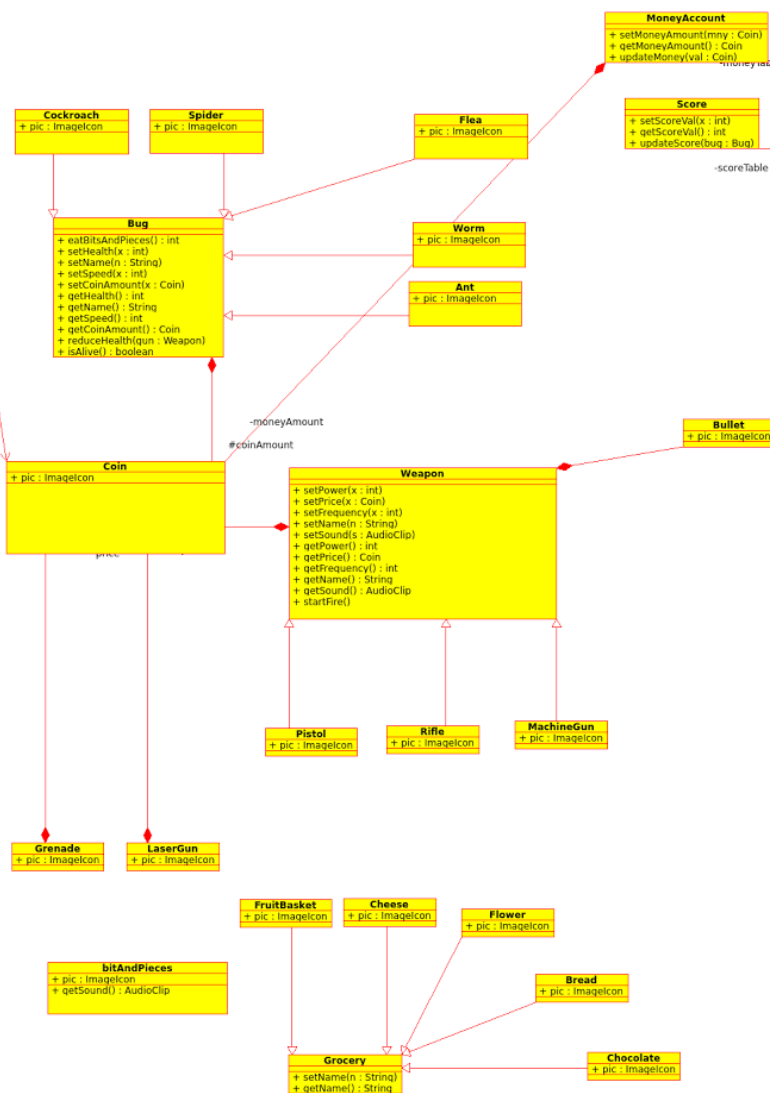 MoneyAccount
+ setMoneyAmount(mny : Coin)
+ getMoneyAmount() : Coin
+ updateMoney(val : Coin)
Score
+ setScoreVal(x : int)
+ getScoreVal() : int
+ updateScore(bug : Bug)
-scoreTable
Cockroach
+ pic : ImageIcon
Spider
+ pic : ImageIcon
Flea
+ pic : ImageIcon
Bug
+ eatBitsAndPieces() : int
+ setHealth(x : int)
+ setName(n : String)
+ setSpeed(x : int)
+ setCoinAmount(x : Coin)
+ getHealth() : int
+ getName() : String
+ getSpeed() : int
+ getCoinAmount() : Coin
+ reduceHealth(gun : Weapon)
+ isAlive() : boolean
Worm
+ pic : ImageIcon
Ant
+ pic : ImageIcon
-moneyAmount
#coinAmount
Bullet
+ pic : ImageIcon
Coin
+ pic : ImageIcon
Weapon
+ setPower(x : int)
+ setPrice(x : Coin)
+ setFrequency(x : int)
+ setName(n : String)
+ setSound(s : AudioClip)
+ getPower() : int
+ getPrice() : Coin
+ getFrequency() : int
+ getName() : String
+ getSound() : AudioClip
+ startFire()
Pistol
+ pic : ImageIcon
Rifle
+ pic : ImageIcon
MachineGun
+ pic : ImageIcon
Grenade
+ pic : ImageIcon
LaserGun
+ pic : ImageIcon
FruitBasket
+ pic : ImageIcon
Cheese
+ pic : ImageIcon
Flower
+ pic : ImageIcon
bitAndPieces
+ pic : ImageIcon
+ getSound() : AudioClip
Bread
+ pic : ImageIcon
Grocery
+ setName(n : String)
+ getName() : String
Chocolate
+ pic : ImageIcon